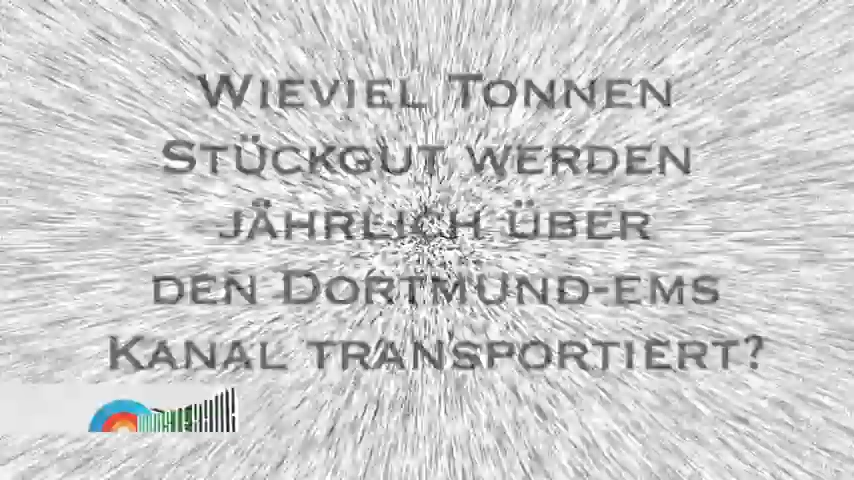 Wieviel Tonnen
Stückgut werden
jährlich über
den Dortmund-ems
Kanal transportiert?